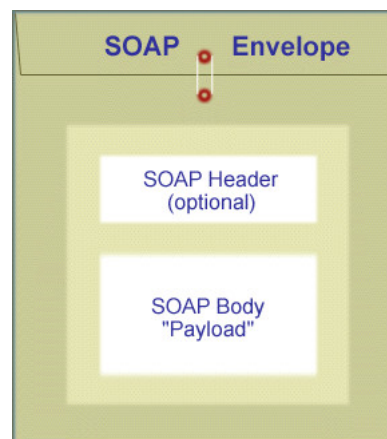 SOAP Envelope
SOAP Header
(optional)
SOAP Body
"Payload"